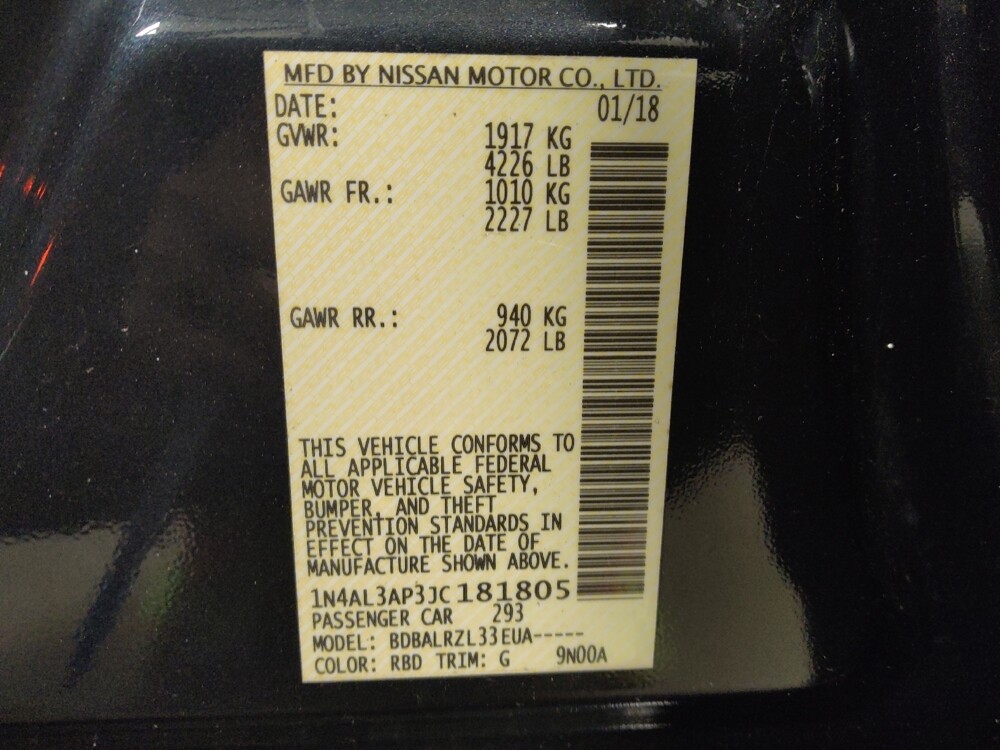 MFD BY NISSAN MOTOR CO., LTD.
DATE: 01/18
GVWR: 1917 KG
4226 LB
GAWR FR.: 1010 KG
2227 LB
GAWR RR.: 940 KG
2072 LB
THIS VEHICLE CONFORMS TO
ALL APPLICABLE FEDERAL
MOTOR VEHICLE SAFETY,
BUMPER, AND THEFT
PREVENTION STANDARDS IN
EFFECT ON THE DATE OF
MANUFACTURE SHOWN ABOVE.
1N4AL3AP3JC181805
PASSENGER CAR 293
MODEL: BDBALRZL33EUA-----
COLOR: RBD TRIM: G 9N00A